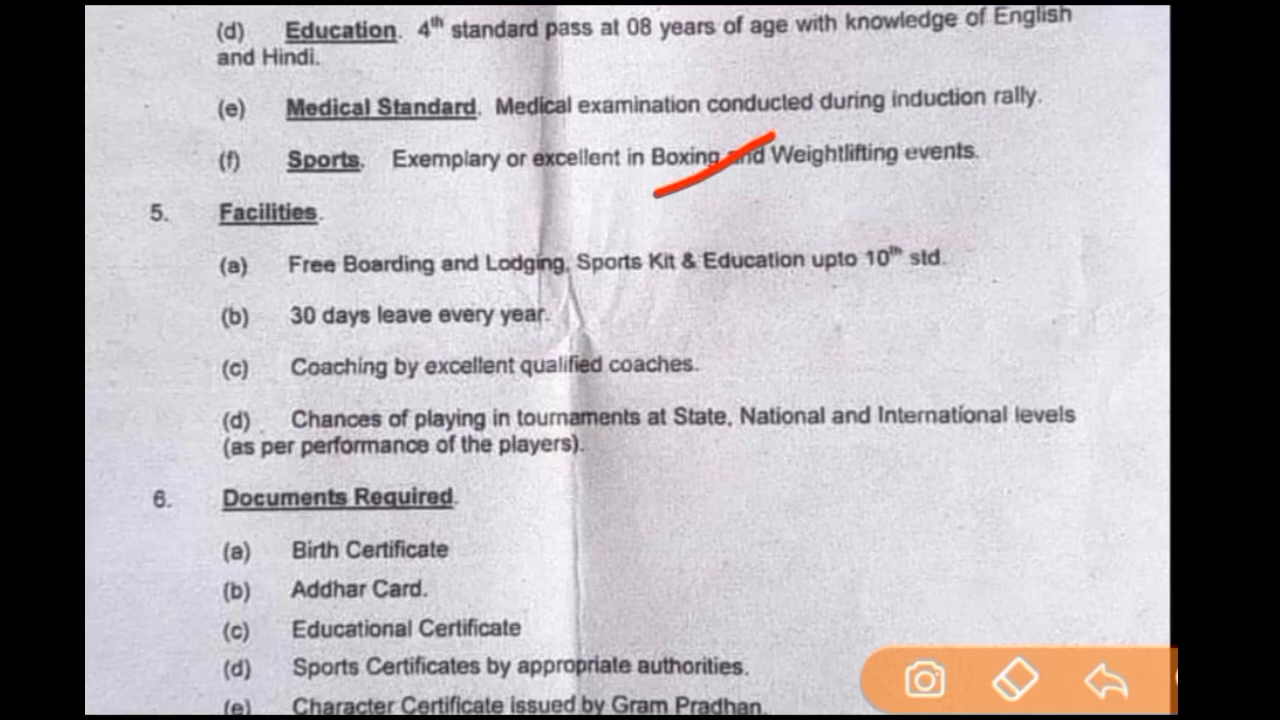 (d) Education. 4th standard pass at 08 years of age with knowledge of English
and Hindi.
(e) Medical Standard. Medical examination conducted during induction rally.
(f) Sports. Exemplary or excellent in Boxing and Weightlifting events.
5. Facilities.
(a) Free Boarding and Lodging, Sports Kit & Education upto 10th std.
(b) 30 days leave every year.
(c) Coaching by excellent qualified coaches.
(d) Chances of playing in tournaments at State, National and International levels
(as per performance of the players).
6. Documents Required.
(a) Birth Certificate
(b) Addhar Card.
(c) Educational Certificate
(d) Sports Certificates by appropriate authorities.
(e) Character Certificate issued by Gram Pradhan.